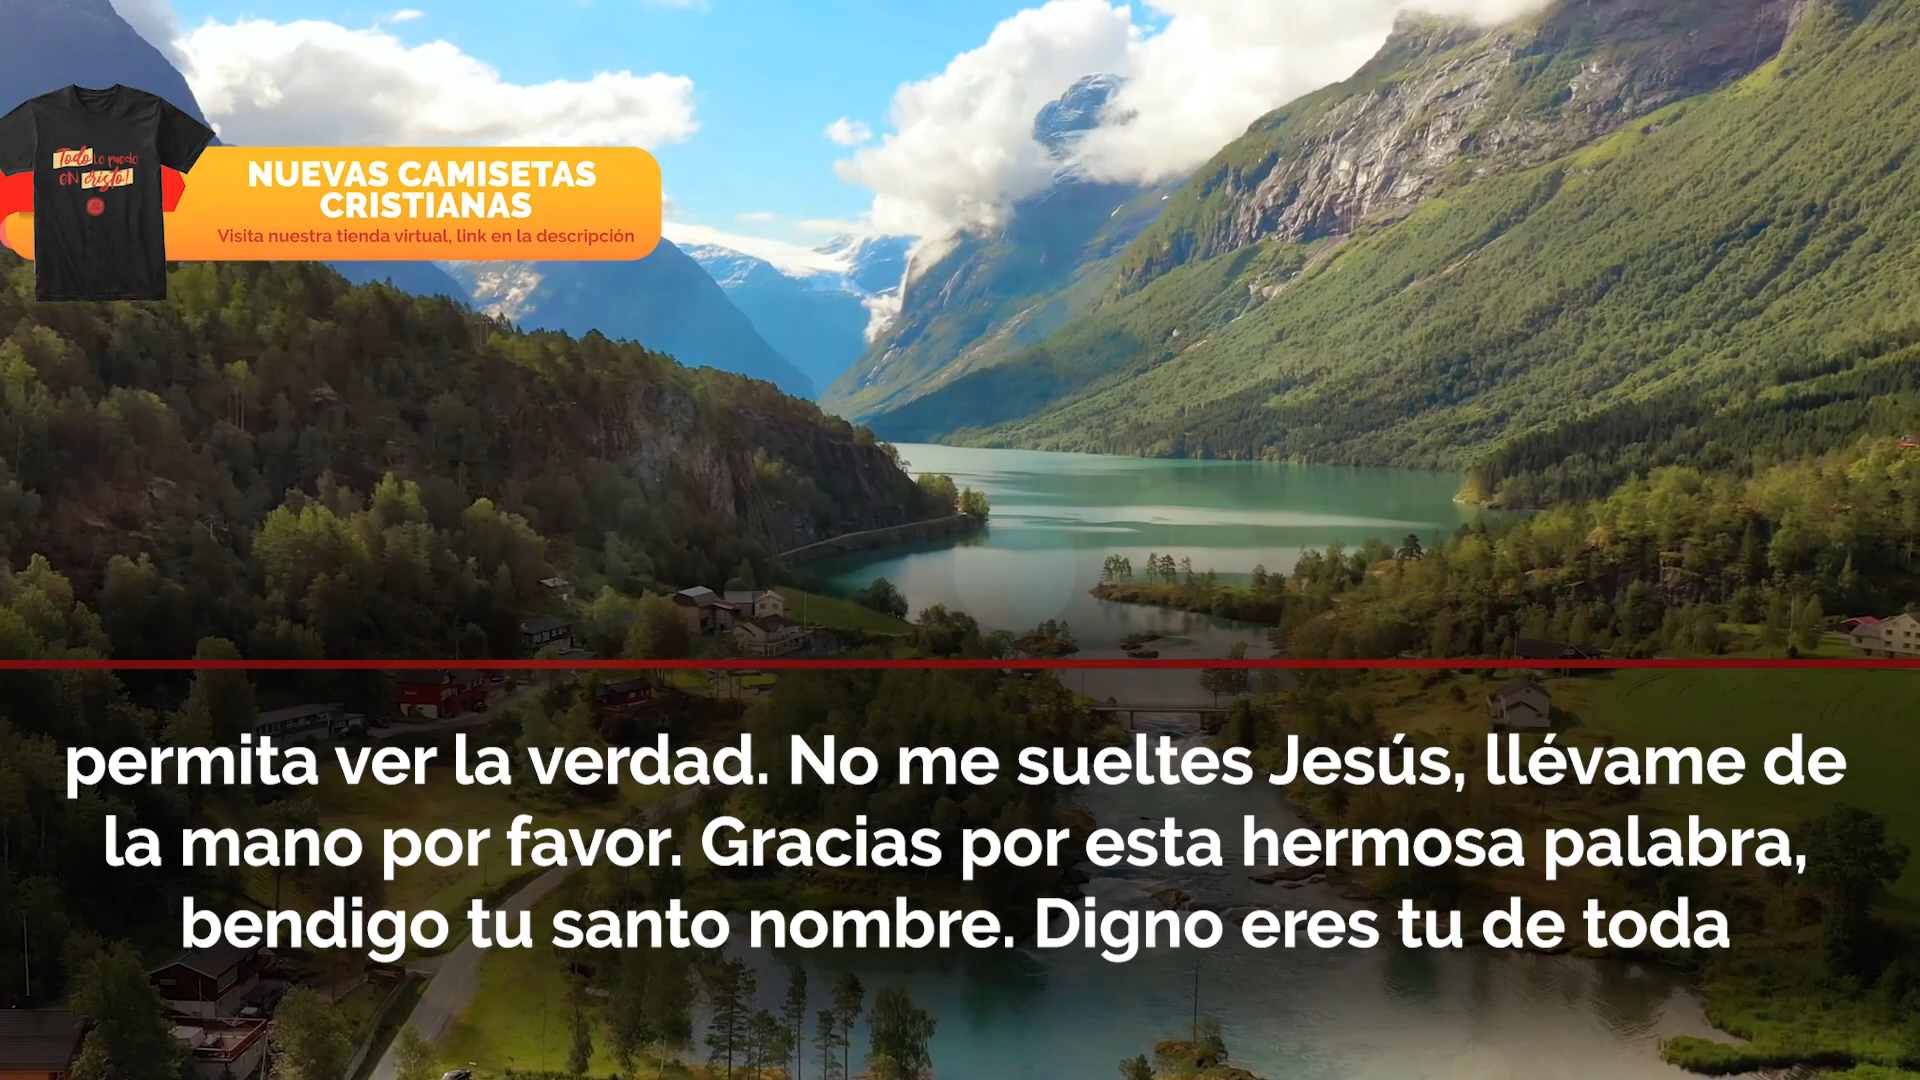 Todo lo puedo
en cristo!
NUEVAS CAMISETAS
CRISTIANAS
Visita nuestra tienda virtual, link en la descripción
permita ver la verdad. No me sueltes Jesús, llévame de
la mano por favor. Gracias por esta hermosa palabra,
bendigo tu santo nombre. Digno eres tu de toda